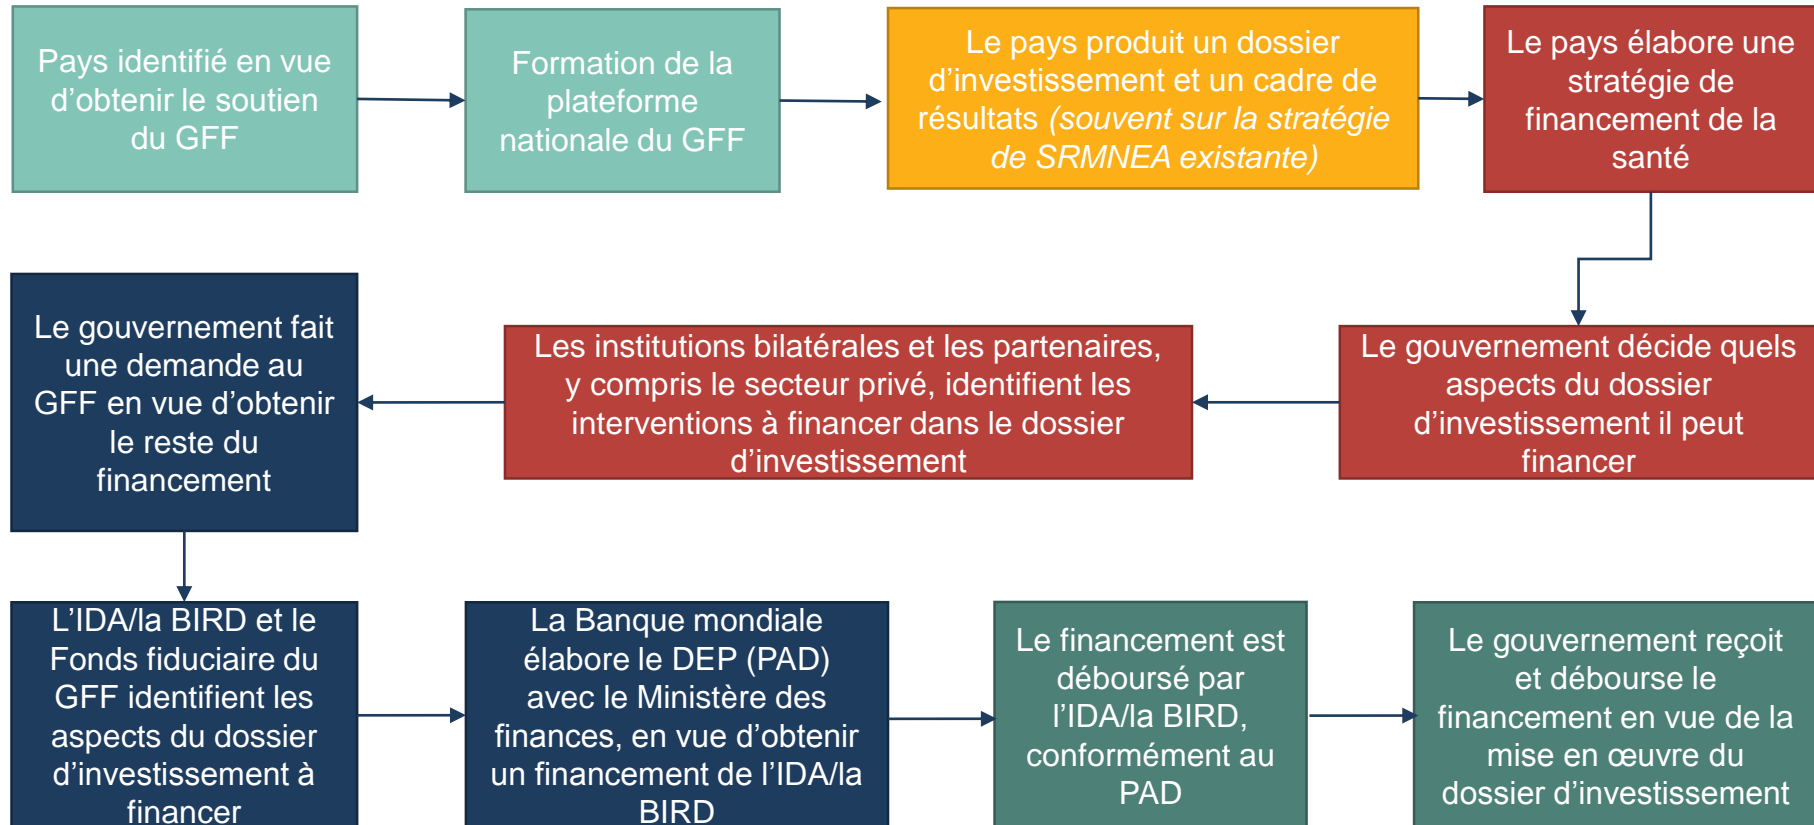 Pays identifié en vue
d’obtenir le soutien
du GFF
Formation de la
plateforme
nationale du GFF
Le pays produit un dossier
d’investissement et un cadre de
résultats (souvent sur la stratégie
de SRMNEA existante)
Le pays élabore une
stratégie de
financement de la
santé
Le gouvernement décide quels
aspects du dossier
d’investissement il peut
financer
Les institutions bilatérales et les partenaires,
y compris le secteur privé, identifient les
interventions à financer dans le dossier
d’investissement
Le gouvernement fait
une demande au
GFF en vue d’obtenir
le reste du
financement
L’IDA/la BIRD et le
Fonds fiduciaire du
GFF identifient les
aspects du dossier
d’investissement à
financer
La Banque mondiale
élabore le DEP (PAD)
avec le Ministère des
finances, en vue d’obtenir
un financement de l’IDA/la
BIRD
Le financement est
déboursé par
l’IDA/la BIRD,
conformément au
PAD
Le gouvernement reçoit
et débourse le
financement en vue de la
mise en œuvre du
dossier d’investissement